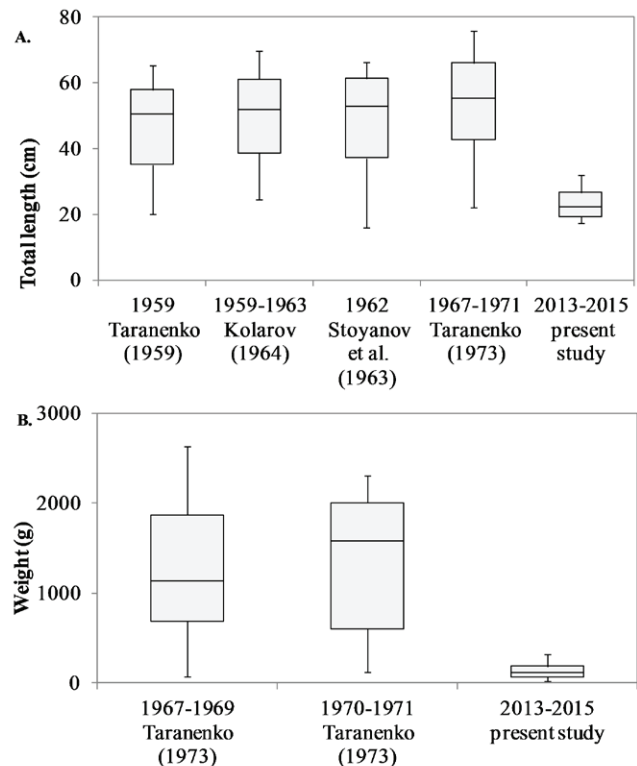 A.
Total length (cm)
80
60
40
20
0
1959 1959-1963 1962 1967-1971 2013-2015
Taranenko Kolarov Stoyanov Taranenko present
(1959) (1964) et al. (1973) study
(1963)
B.
Weight (g)
3000
2000
1000
0
1967-1969 1970-1971 2013-2015
Taranenko Taranenko present study
(1973) (1973)